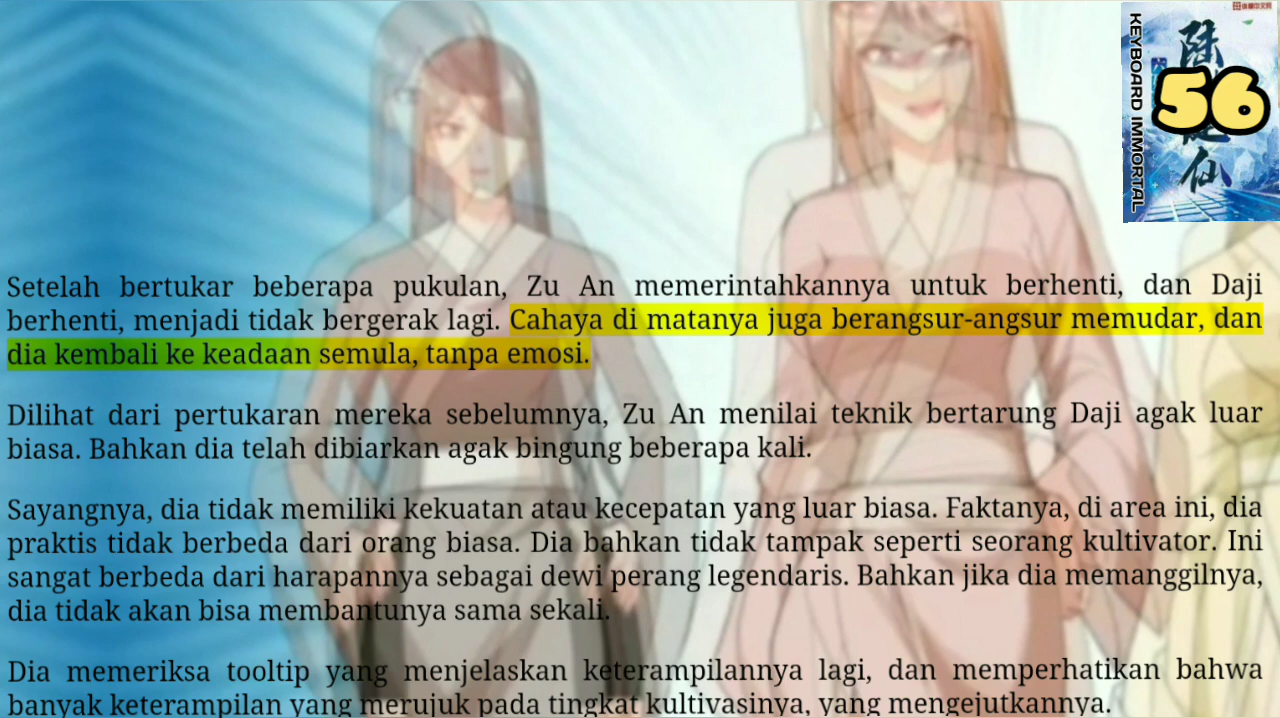 KEYBOARD IMMORTAL
56
仙
Setelah bertukar beberapa pukulan, Zu An memerintahkannya untuk berhenti, dan Daji
berhenti, menjadi tidak bergerak lagi. Cahaya di matanya juga berangsur-angsur memudar, dan
dia kembali ke keadaan semula, tanpa emosi.
Dilihat dari pertukaran mereka sebelumnya, Zu An menilai teknik bertarung Daji agak luar
biasa. Bahkan dia telah dibiarkan agak bingung beberapa kali.
Sayangnya, dia tidak memiliki kekuatan atau kecepatan yang luar biasa. Faktanya, di area ini, dia
praktis tidak berbeda dari orang biasa. Dia bahkan tidak tampak seperti seorang kultivator. Ini
sangat berbeda dari harapannya sebagai dewi perang legendaris. Bahkan jika dia memanggilnya,
dia tidak akan bisa membantunya sama sekali.
Dia memeriksa tooltip yang menjelaskan keterampilannya lagi, dan memperhatikan bahwa
banyak keterampilan yang merujuk pada tingkat kultivasinya, yang mengejutkannya.